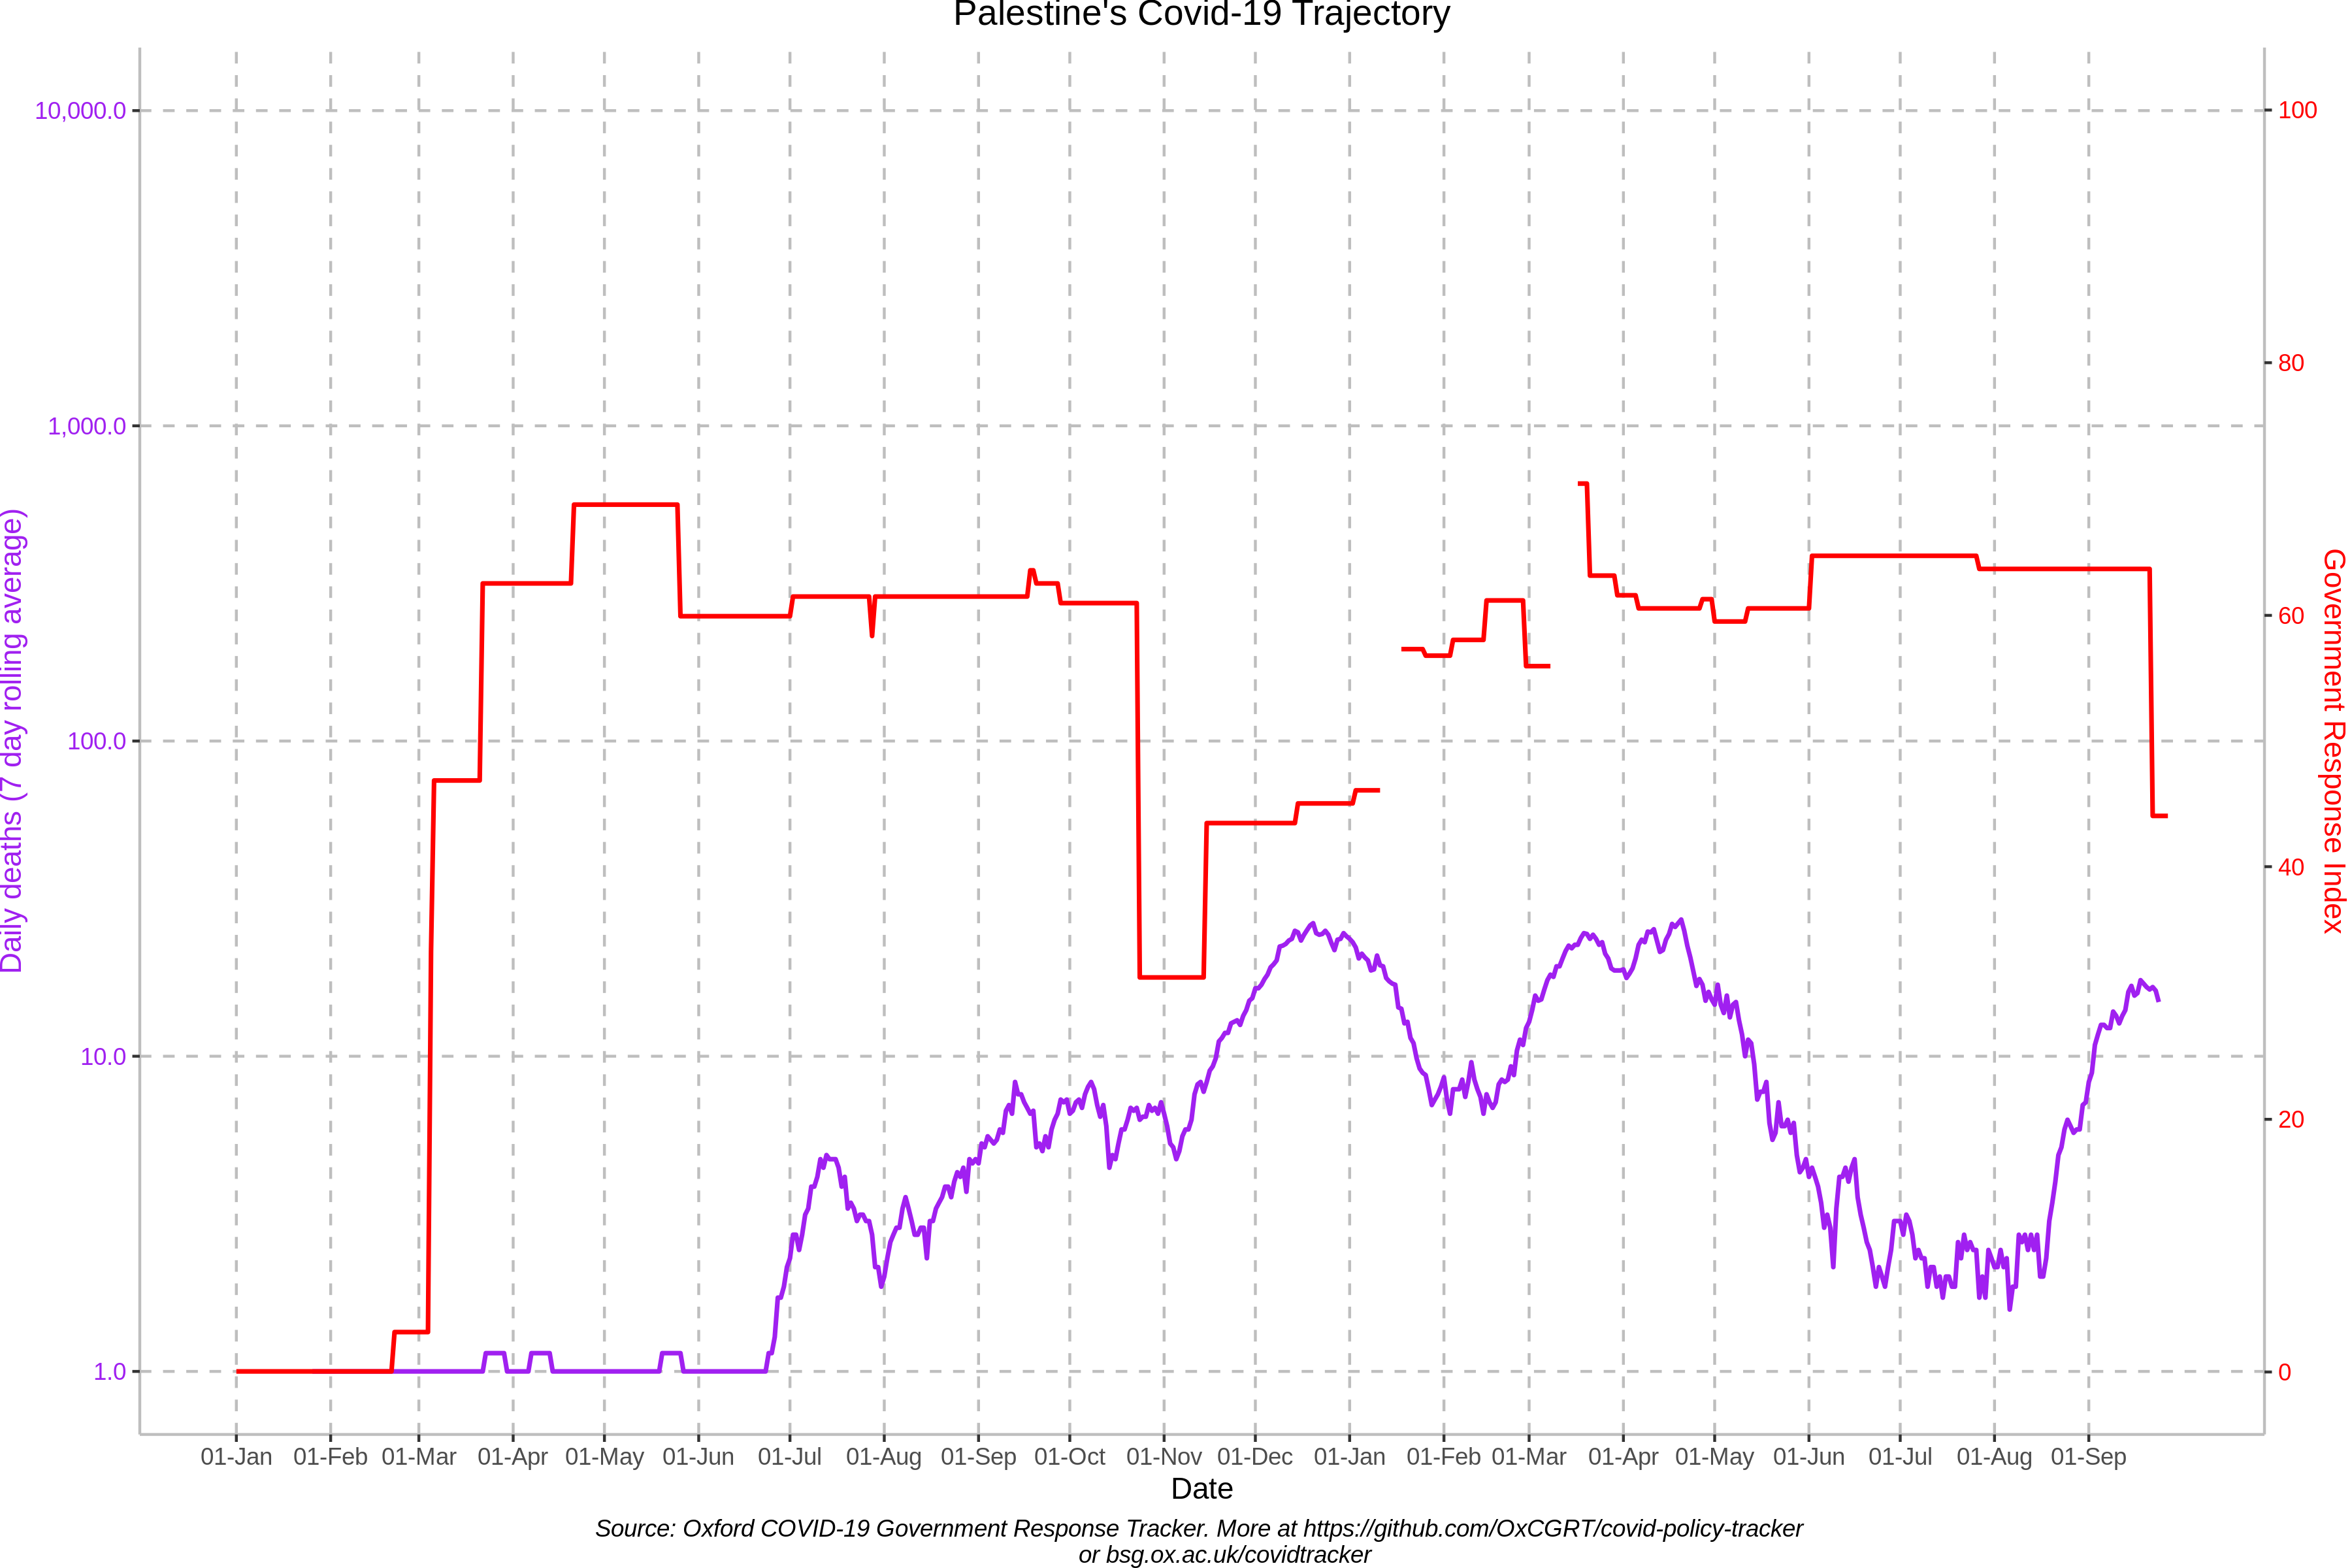 Palestine's Covid-19 Trajectory
10,000.0
1,000.0
100.0
10.0
1.0
Daily deaths (7 day rolling average)
100
80
60
40
20
0
Government Response Index
01-Jan 01-Feb 01-Mar 01-Apr 01-May 01-Jun 01-Jul 01-Aug 01-Sep 01-Oct 01-Nov 01-Dec 01-Jan 01-Feb 01-Mar 01-Apr 01-May 01-Jun 01-Jul 01-Aug 01-Sep
Date
Source: Oxford COVID-19 Government Response Tracker. More at https://github.com/OxCGRT/covid-policy-tracker
or bsg.ox.ac.uk/covidtracker